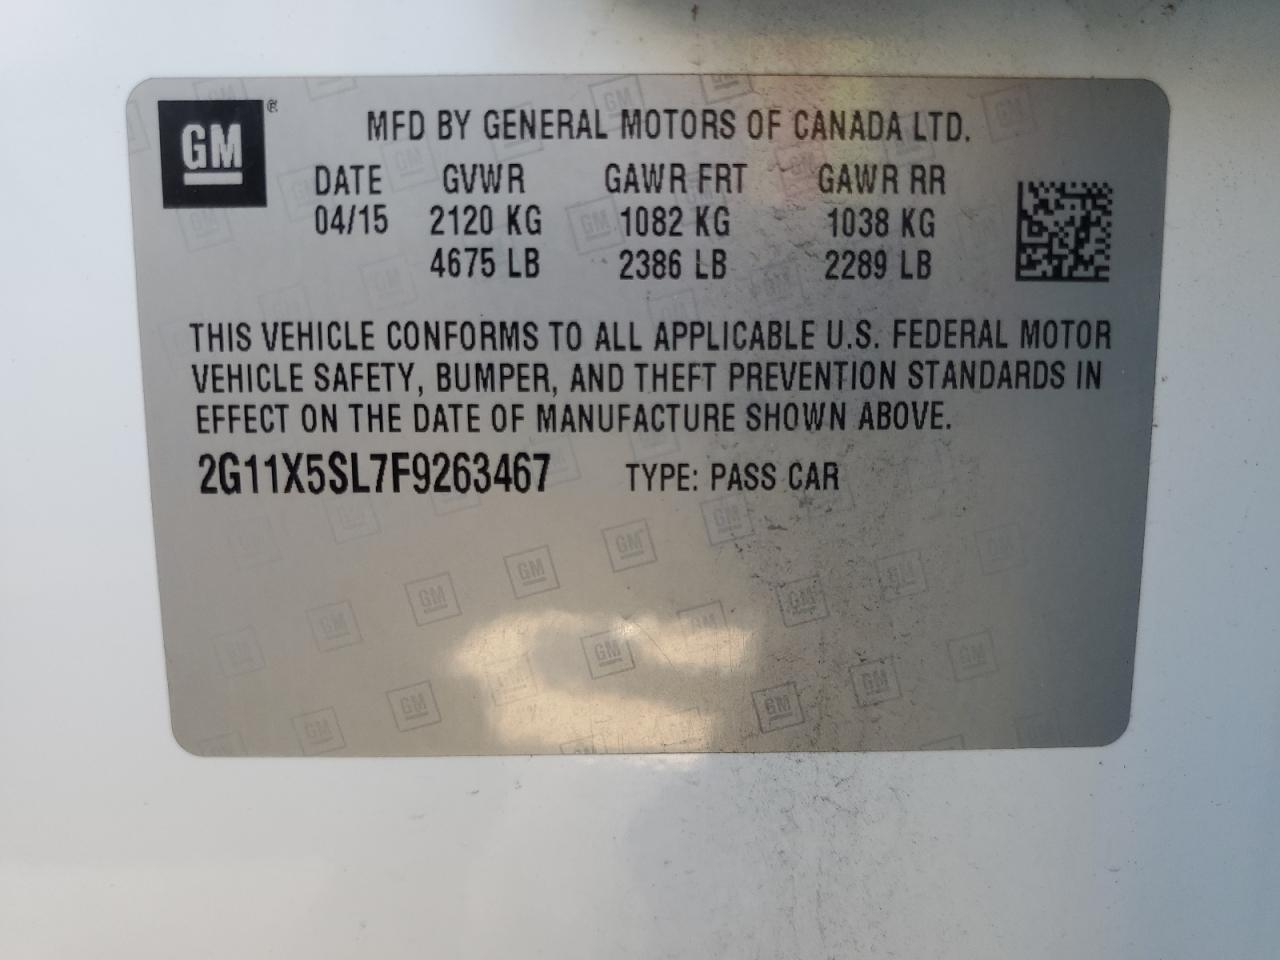 GM ®
MFD BY GENERAL MOTORS OF CANADA LTD.
DATE GVWR GAWR FRT GAWR RR
04/15 2120 KG 1082 KG 1038 KG
4675 LB 2386 LB 2289 LB
THIS VEHICLE CONFORMS TO ALL APPLICABLE U.S. FEDERAL MOTOR
VEHICLE SAFETY, BUMPER, AND THEFT PREVENTION STANDARDS IN
EFFECT ON THE DATE OF MANUFACTURE SHOWN ABOVE.
2G11X5SL7F9263467 TYPE: PASS CAR